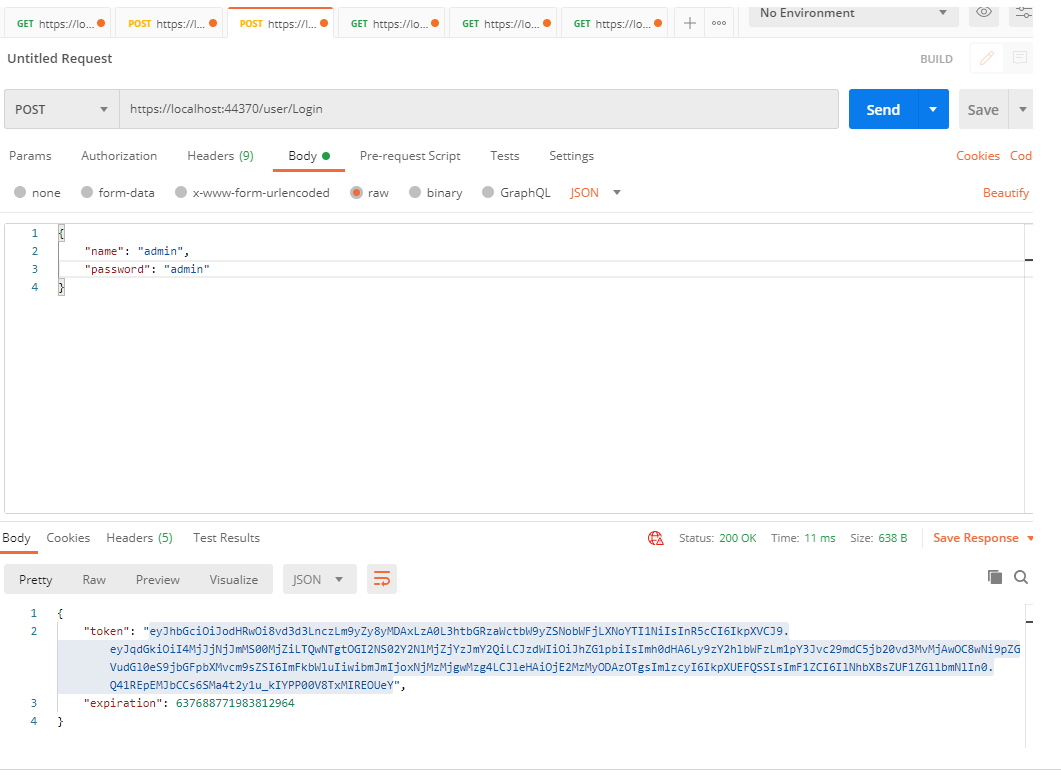 GET https://lo... POST https://l... POST https://l... GET https://lo... GET https://lo... GET https://lo... + ooo No Environment
Untitled Request BUILD
POST https://localhost:44370/user/Login Send Save
Params Authorization Headers (9) Body Pre-request Script Tests Settings Cookies Cod
none form-data x-www-form-urlencoded raw binary GraphQL JSON Beautify
1 {
2 "name": "admin",
3 "password": "admin"
4 }
Body Cookies Headers (5) Test Results Status: 200 OK Time: 11 ms Size: 638 B Save Response
Pretty Raw Preview Visualize JSON
1 {
2 "token": "eyJhbGciOiJodHRwOi8vd3d3LnczLm9yZy8yMDAxLzA0L3htbGRzaWctbW9yZSNobWFjLXNoYTI1NiIsInR5cCI6IkpXVCJ9.
eyJqdGkiOiI4MjJjNjJmMS00MjZiLTQwNTgtOGI2NS02Y2NlMjZjYzJmY2QiLCJzdWIiOiJhZG1pbiIsImh0dHA6Ly9zY2hlbWFzLm1pY3Jvc29mdC5jb20vd3MvMjAwOC8wNi9pZG
VudGl0eS9jbGFpbXMvcm9sZSI6ImFkbWluIiwibmJmIjoxNjMzMjgwMzg4LCJleHAiOjE2MzMyODAzOTgsImlzcyI6IkpXUEFQSSIsImF1ZCI6IlNhbXBsZUF1ZGllbmNlIn0.
Q41REpEMJbCCs6SMa4t2y1u_kIYPP00V8TxMIREOUeY",
3 "expiration": 637688771983812964
4 }